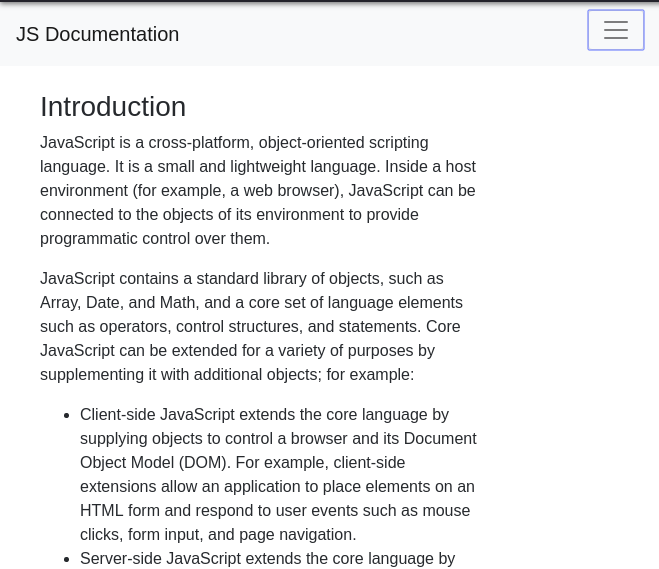 JS Documentation
Introduction
JavaScript is a cross-platform, object-oriented scripting
language. It is a small and lightweight language. Inside a host
environment (for example, a web browser), JavaScript can be
connected to the objects of its environment to provide
programmatic control over them.
JavaScript contains a standard library of objects, such as
Array, Date, and Math, and a core set of language elements
such as operators, control structures, and statements. Core
JavaScript can be extended for a variety of purposes by
supplementing it with additional objects; for example:
• Client-side JavaScript extends the core language by
supplying objects to control a browser and its Document
Object Model (DOM). For example, client-side
extensions allow an application to place elements on an
HTML form and respond to user events such as mouse
clicks, form input, and page navigation.
• Server-side JavaScript extends the core language by